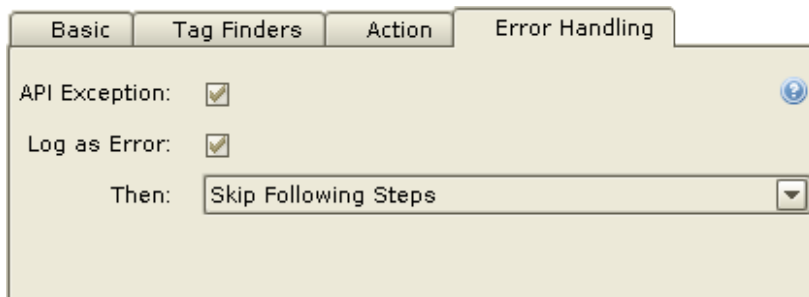 Basic Tag Finders Action Error Handling
API Exception:
?
Log as Error:
Then: Skip Following Steps